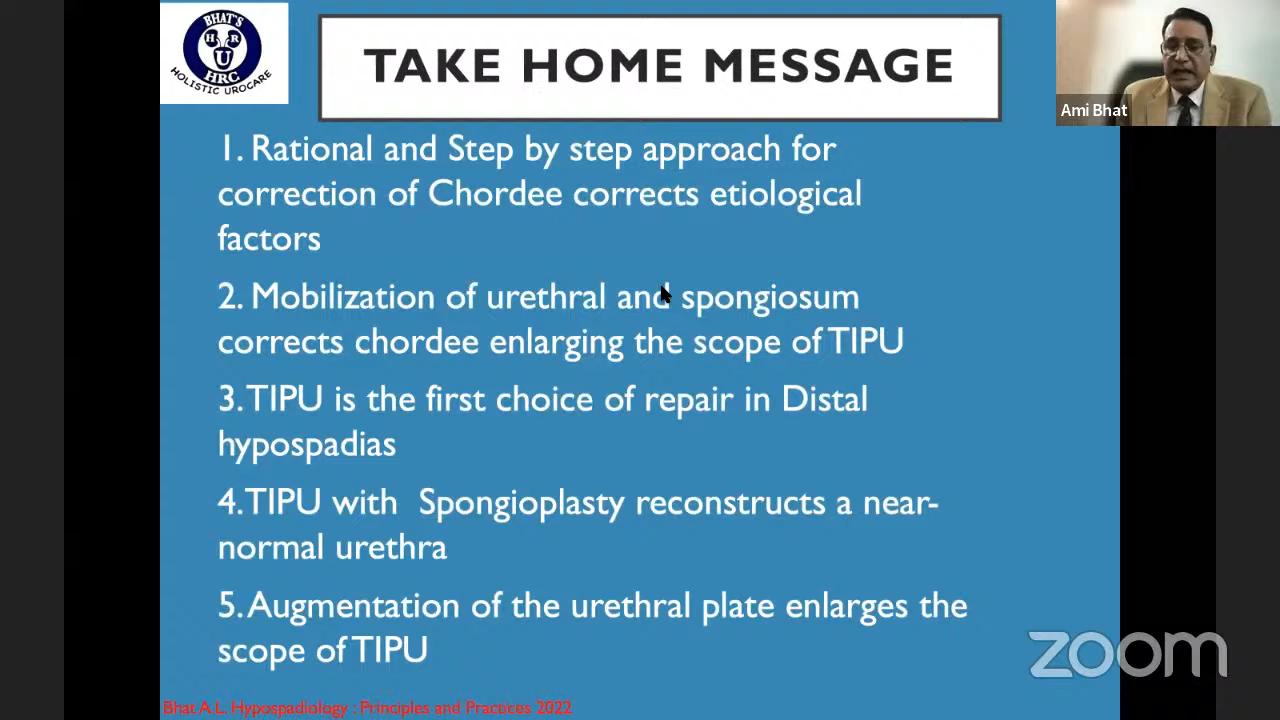 BHAT'S
H R
U
HRC
HOLISTIC UROCARE
TAKE HOME MESSAGE
Ami Bhat
1. Rational and Step by step approach for
correction of Chordee corrects etiological
factors
2. Mobilization of urethral and spongiosum
corrects chordee enlarging the scope of TIPU
3. TIPU is the first choice of repair in Distal
hypospadias
4. TIPU with  Spongioplasty reconstructs a near-
normal urethra
5. Augmentation of the urethral plate enlarges the
scope of TIPU
zoom
Bhat A L. Hypospadiology : Principles and Practices 2022